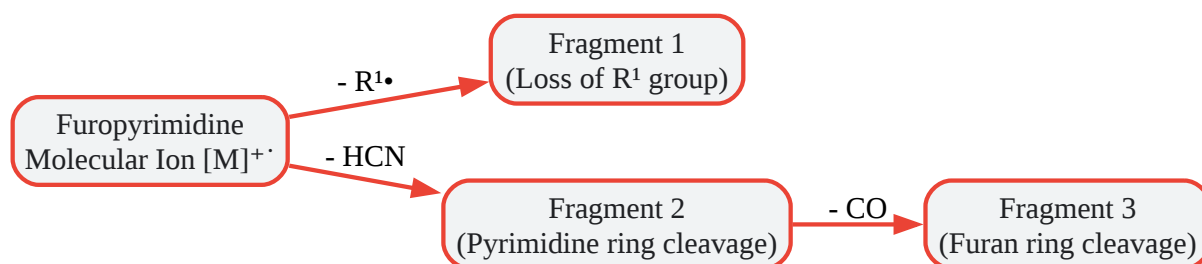 Furopyrimidine
Molecular Ion [M]⁺˙
- R¹•
Fragment 1
(Loss of R¹ group)
- HCN
Fragment 2
(Pyrimidine ring cleavage)
- CO
Fragment 3
(Furan ring cleavage)